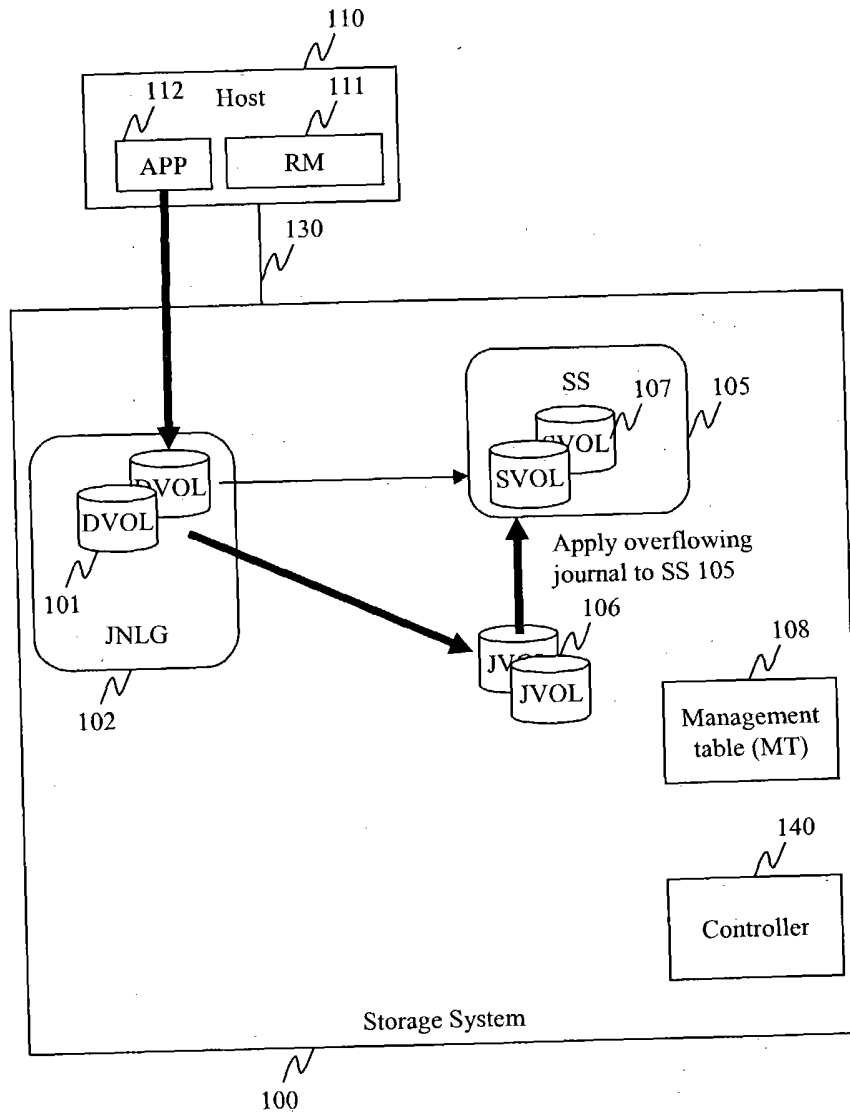 110
112
Host
111
APP
RM
130
SS
107
105
SVOL
SVOL
DVOL
DVOL
Apply overflowing
journal to SS 105
101
JNLG
106
JVOL
JVOL
108
102
Management
table (MT)
140
Controller
Storage System
100